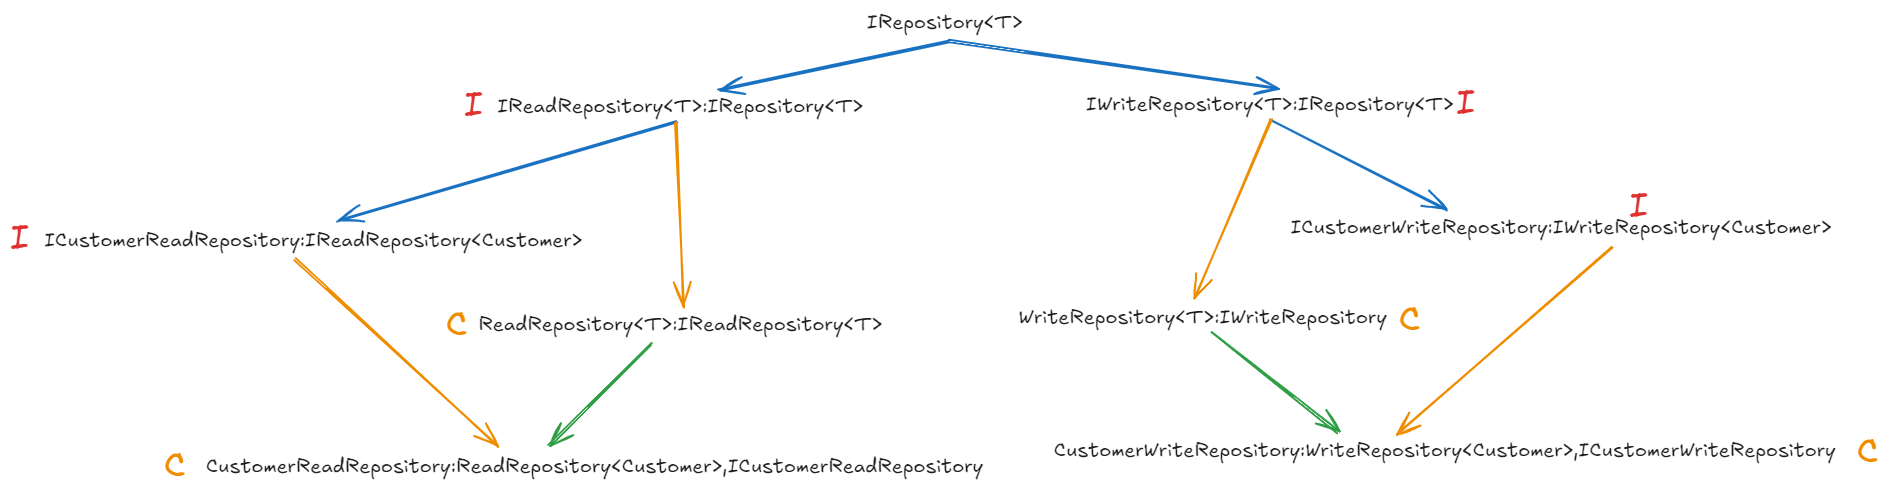 IRepository<T>
I IReadRepository<T>:IRepository<T>
IWriteRepository<T>:IRepository<T> I
I ICustomerReadRepository:IReadRepository<Customer>
I
ICustomerWriteRepository:IWriteRepository<Customer>
C ReadRepository<T>:IReadRepository<T>
WriteRepository<T>:IWriteRepository C
C CustomerReadRepository:ReadRepository<Customer>,ICustomerReadRepository
CustomerWriteRepository:WriteRepository<Customer>,ICustomerWriteRepository C